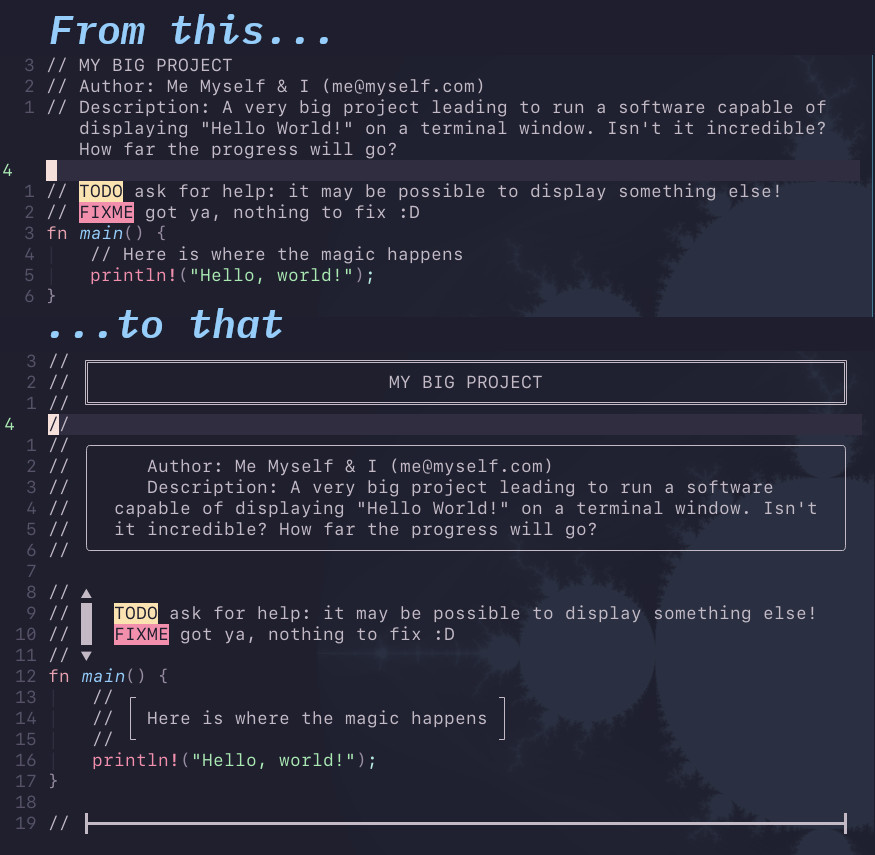 From this...
3 // MY BIG PROJECT
2 // Author: Me Myself & I (me@myself.com)
1 // Description: A very big project leading to run a software capable of
displaying "Hello World!" on a terminal window. Isn't it incredible?
How far the progress will go?
4
1 // TODO ask for help: it may be possible to display something else!
2 // FIXME got ya, nothing to fix :D
3 fn main() {
4 // Here is where the magic happens
5 println!("Hello, world!");
6 }
...to that
3 //
2 // MY BIG PROJECT
1 //
4 //
1 //
2 // Author: Me Myself & I (me@myself.com)
3 // Description: A very big project leading to run a software
4 // capable of displaying "Hello World!" on a terminal window. Isn't
5 // it incredible? How far the progress will go?
6 //
7
8 // ▲
9 // TODO ask for help: it may be possible to display something else!
10 // FIXME got ya, nothing to fix :D
11 // ▼
12 fn main() {
13 //
14 // Here is where the magic happens
15 //
16 println!("Hello, world!");
17 }
18
19 //